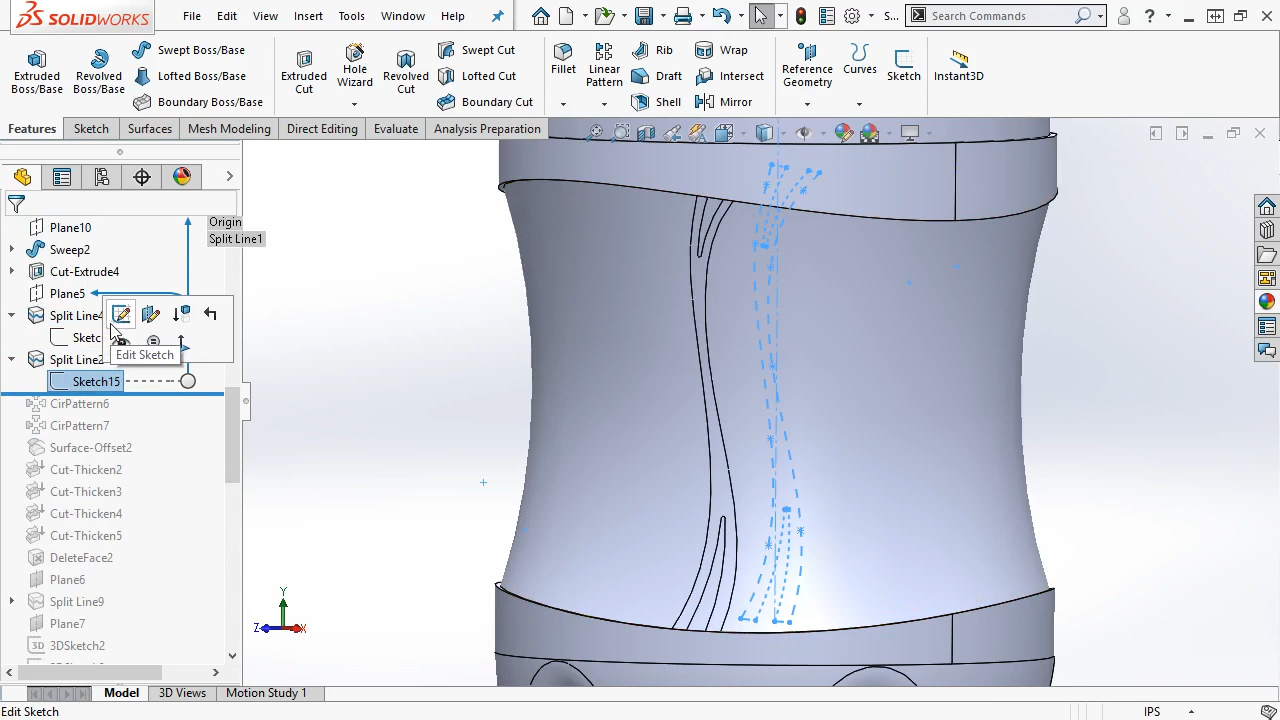 SOLIDWORKS
File Edit View Insert Tools Window Help
S...
Search Commands
Extruded Boss/Base
Revolved Boss/Base
Swept Boss/Base
Lofted Boss/Base
Boundary Boss/Base
Extruded Cut
Hole Wizard
Revolved Cut
Swept Cut
Lofted Cut
Boundary Cut
Fillet
Linear Pattern
Rib
Draft
Shell
Wrap
Intersect
Mirror
Reference Geometry
Curves
Sketch
Instant3D
Features Sketch Surfaces Mesh Modeling Direct Editing Evaluate Analysis Preparation
Plane10
Origin
Split Line1
Sweep2
Cut-Extrude4
Plane5
Split Line4
Sketc
Edit Sketch
Split Line2
Sketch15
CirPattern6
CirPattern7
Surface-Offset2
Cut-Thicken2
Cut-Thicken3
Cut-Thicken4
Cut-Thicken5
DeleteFace2
Plane6
Split Line9
Plane7
3DSketch2
Y
Z X
Model 3D Views Motion Study 1
Edit Sketch
IPS